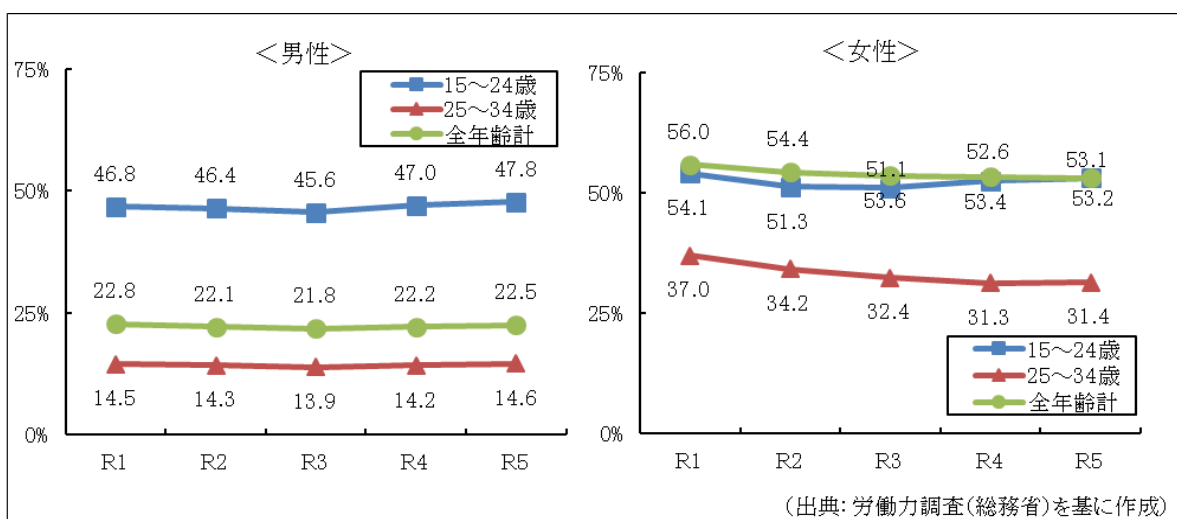 ＜男性＞
75%
50%
25%
0%
15～24歳
25～34歳
全年齢計
46.8 46.4 45.6 47.0 47.8
22.8 22.1 21.8 22.2 22.5
14.5 14.3 13.9 14.2 14.6
R1 R2 R3 R4 R5
＜女性＞
75%
50%
25%
0%
56.0 54.4 51.1 52.6 53.1
54.1 51.3 53.6 53.4 53.2
37.0 34.2 32.4 31.3 31.4
15～24歳
25～34歳
全年齢計
R1 R2 R3 R4 R5
（出典：労働力調査（総務省）を基に作成）